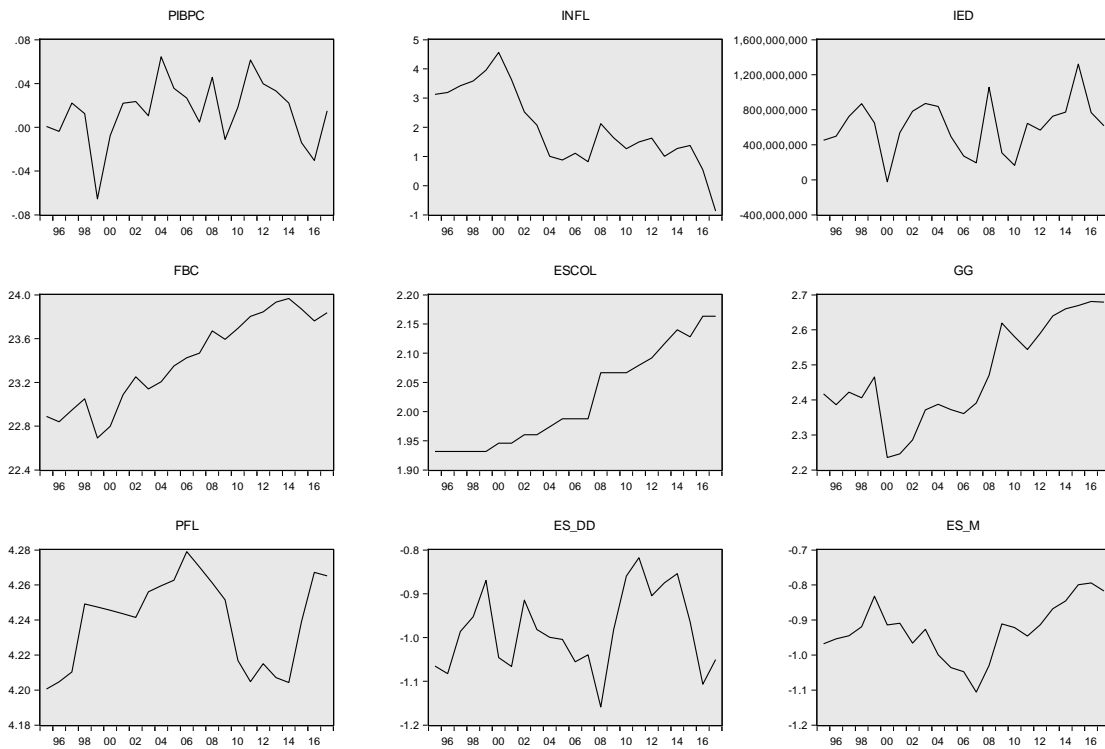 PIBPC
.08
.04
.00
-.04
-.08
96 98 00 02 04 06 08 10 12 14 16
INFL
5
4
3
2
1
0
-1
96 98 00 02 04 06 08 10 12 14 16
IED
1,600,000,000
1,200,000,000
800,000,000
400,000,000
0
-400,000,000
96 98 00 02 04 06 08 10 12 14 16
FBC
24.0
23.6
23.2
22.8
22.4
96 98 00 02 04 06 08 10 12 14 16
ESCOL
2.20
2.15
2.10
2.05
2.00
1.95
1.90
96 98 00 02 04 06 08 10 12 14 16
GG
2.7
2.6
2.5
2.4
2.3
2.2
96 98 00 02 04 06 08 10 12 14 16
PFL
4.28
4.26
4.24
4.22
4.20
4.18
96 98 00 02 04 06 08 10 12 14 16
ES_DD
-0.8
-0.9
-1.0
-1.1
-1.2
96 98 00 02 04 06 08 10 12 14 16
ES_M
-0.7
-0.8
-0.9
-1.0
-1.1
-1.2
96 98 00 02 04 06 08 10 12 14 16